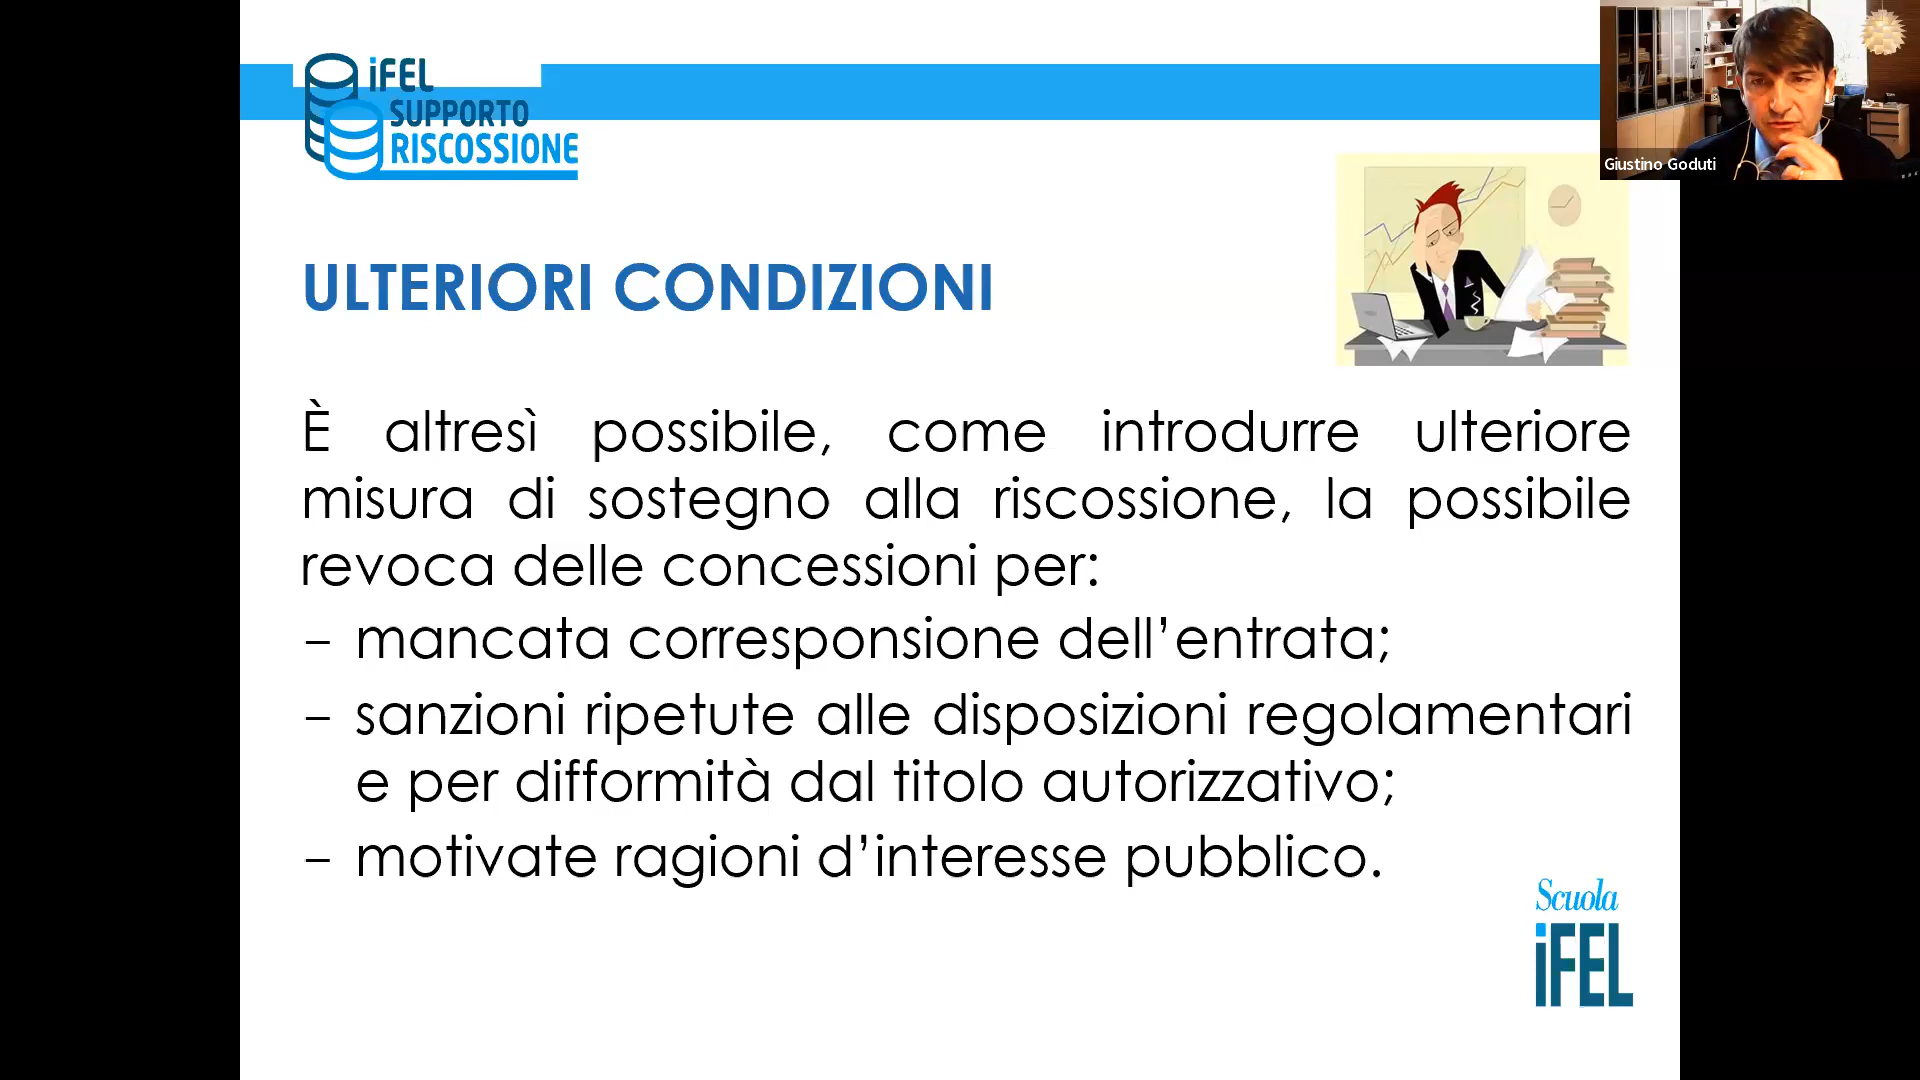 iFEL
SUPPORTO
RISCOSSIONE
Giustino Goduti
ULTERIORI CONDIZIONI
È altresì possibile, come introdurre ulteriore
misura di sostegno alla riscossione, la possibile
revoca delle concessioni per:
– mancata corresponsione dell’entrata;
– sanzioni ripetute alle disposizioni regolamentari
e per difformità dal titolo autorizzativo;
– motivate ragioni d’interesse pubblico.
Scuola
iFEL